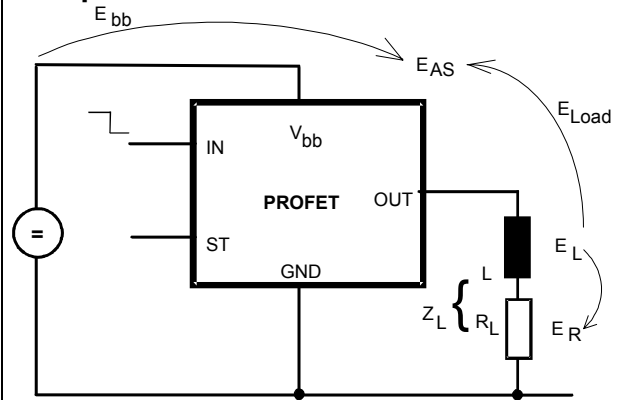 E bb
E AS
E Load
V bb
IN
PROFET
OUT
ST
GND
=
L
E L
Z L { R L
E R